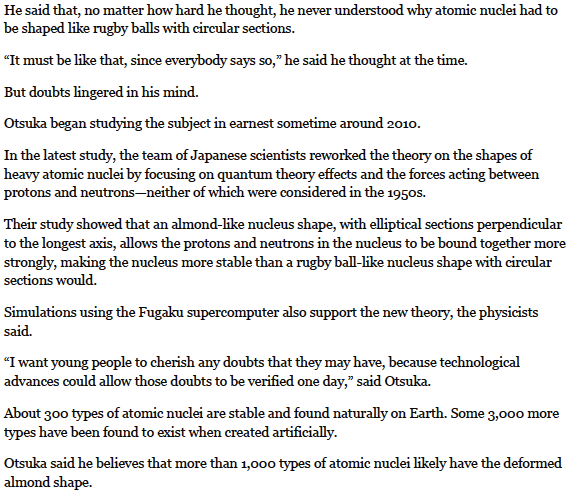 He said that, no matter how hard he thought, he never understood why atomic nuclei had to
be shaped like rugby balls with circular sections.
“It must be like that, since everybody says so,” he said he thought at the time.
But doubts lingered in his mind.
Otsuka began studying the subject in earnest sometime around 2010.
In the latest study, the team of Japanese scientists reworked the theory on the shapes of
heavy atomic nuclei by focusing on quantum theory effects and the forces acting between
protons and neutrons—neither of which were considered in the 1950s.
Their study showed that an almond-like nucleus shape, with elliptical sections perpendicular
to the longest axis, allows the protons and neutrons in the nucleus to be bound together more
strongly, making the nucleus more stable than a rugby ball-like nucleus shape with circular
sections would.
Simulations using the Fugaku supercomputer also support the new theory, the physicists
said.
“I want young people to cherish any doubts that they may have, because technological
advances could allow those doubts to be verified one day,” said Otsuka.
About 300 types of atomic nuclei are stable and found naturally on Earth. Some 3,000 more
types have been found to exist when created artificially.
Otsuka said he believes that more than 1,000 types of atomic nuclei likely have the deformed
almond shape.